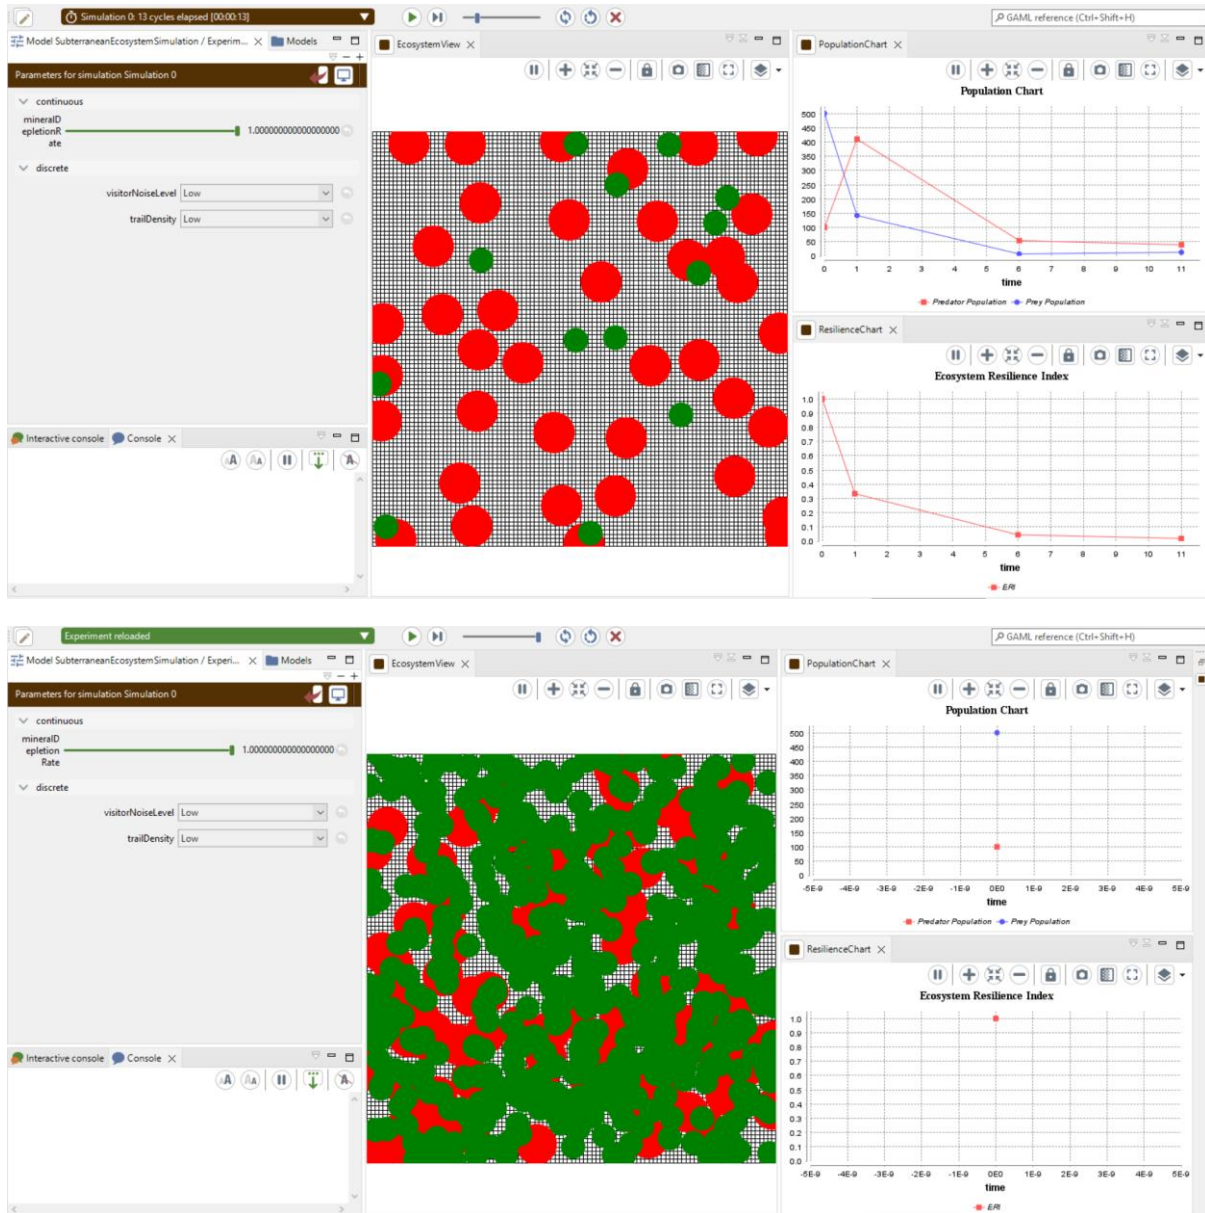 Simulation 0: 13 cycles elapsed [00:00:13]
GAML reference (Ctrl+Shift+H)
Model SubterraneanEcosystemSimulation / Experim...
Models
Parameters for simulation Simulation 0
continuous
mineralD
epletionR
ate
1.000000000000000000
discrete
visitorNoiseLevel Low
trailDensity Low
Interactive console
Console
EcosystemView
PopulationChart
Population Chart
500
450
400
350
300
250
200
150
100
50
0
0 1 2 3 4 5 6 7 8 9 10 11
time
Predator Population Prey Population
ResilienceChart
Ecosystem Resilience Index
1.0
0.9
0.8
0.7
0.6
0.5
0.4
0.3
0.2
0.1
0.0
0 1 2 3 4 5 6 7 8 9 10 11
time
ERI
Experiment reloaded
GAML reference (Ctrl+Shift+H)
Model SubterraneanEcosystemSimulation / Experi...
Models
Parameters for simulation Simulation 0
continuous
mineralD
epletion
Rate
1.000000000000000000
discrete
visitorNoiseLevel Low
trailDensity Low
Interactive console
Console
EcosystemView
PopulationChart
Population Chart
500
450
400
350
300
250
200
150
100
50
0
-5E-9 -4E-9 -3E-9 -2E-9 -1E-9 0E0 1E-9 2E-9 3E-9 4E-9 5E-9
time
Predator Population Prey Population
ResilienceChart
Ecosystem Resilience Index
1.0
0.9
0.8
0.7
0.6
0.5
0.4
0.3
0.2
0.1
0.0
-5E-9 -4E-9 -3E-9 -2E-9 -1E-9 0E0 1E-9 2E-9 3E-9 4E-9 5E-9
time
ERI